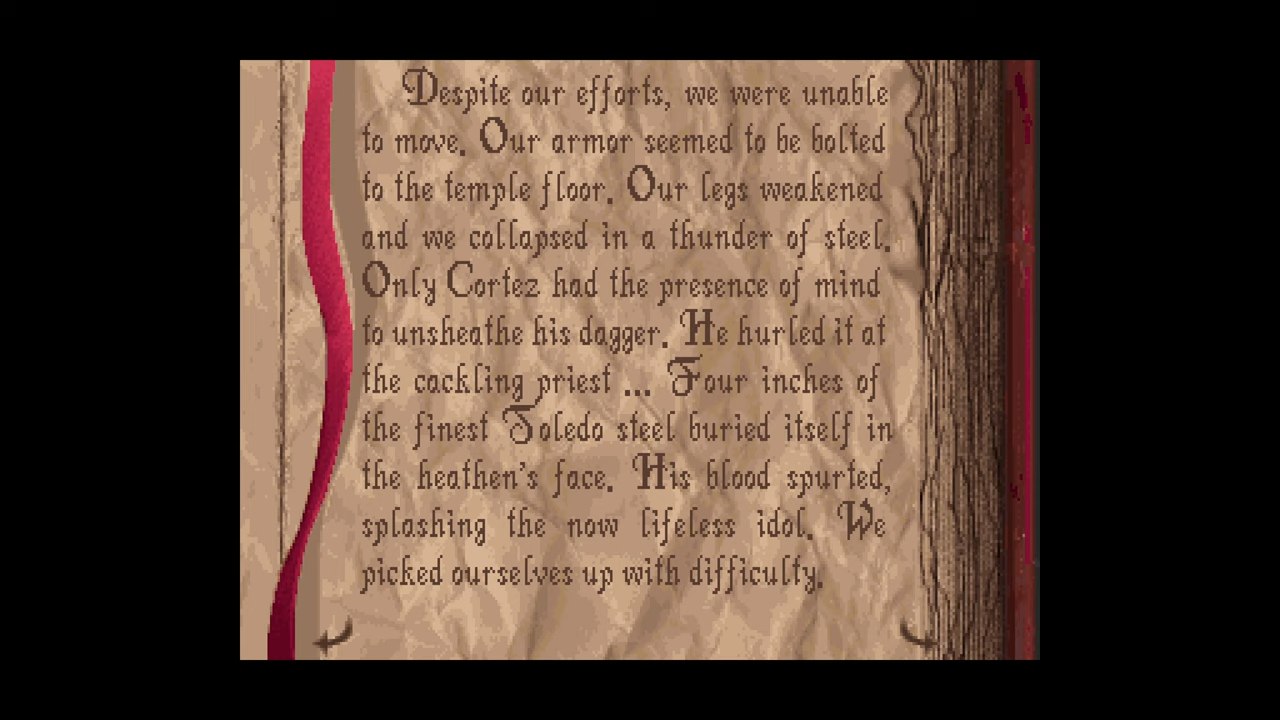 Despite our efforts, we were unable
to move. Our armor seemed to be bolted
to the temple floor. Our legs weakened
and we collapsed in a thunder of steel.
Only Cortez had the presence of mind
to unsheathe his dagger. He hurled it at
the cackling priest ... Four inches of
the finest Toledo steel buried itself in
the heathen's face. His blood spurted,
splashing the now lifeless idol. We
picked ourselves up with difficulty.